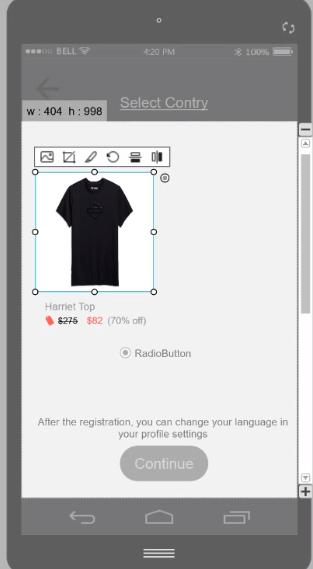 BELL 4:20 PM 100%
w : 404 h : 998
Select Contry
Harriet Top
$275 $82 (70% off)
RadioButton
After the registration, you can change your language in
your profile settings
Continue